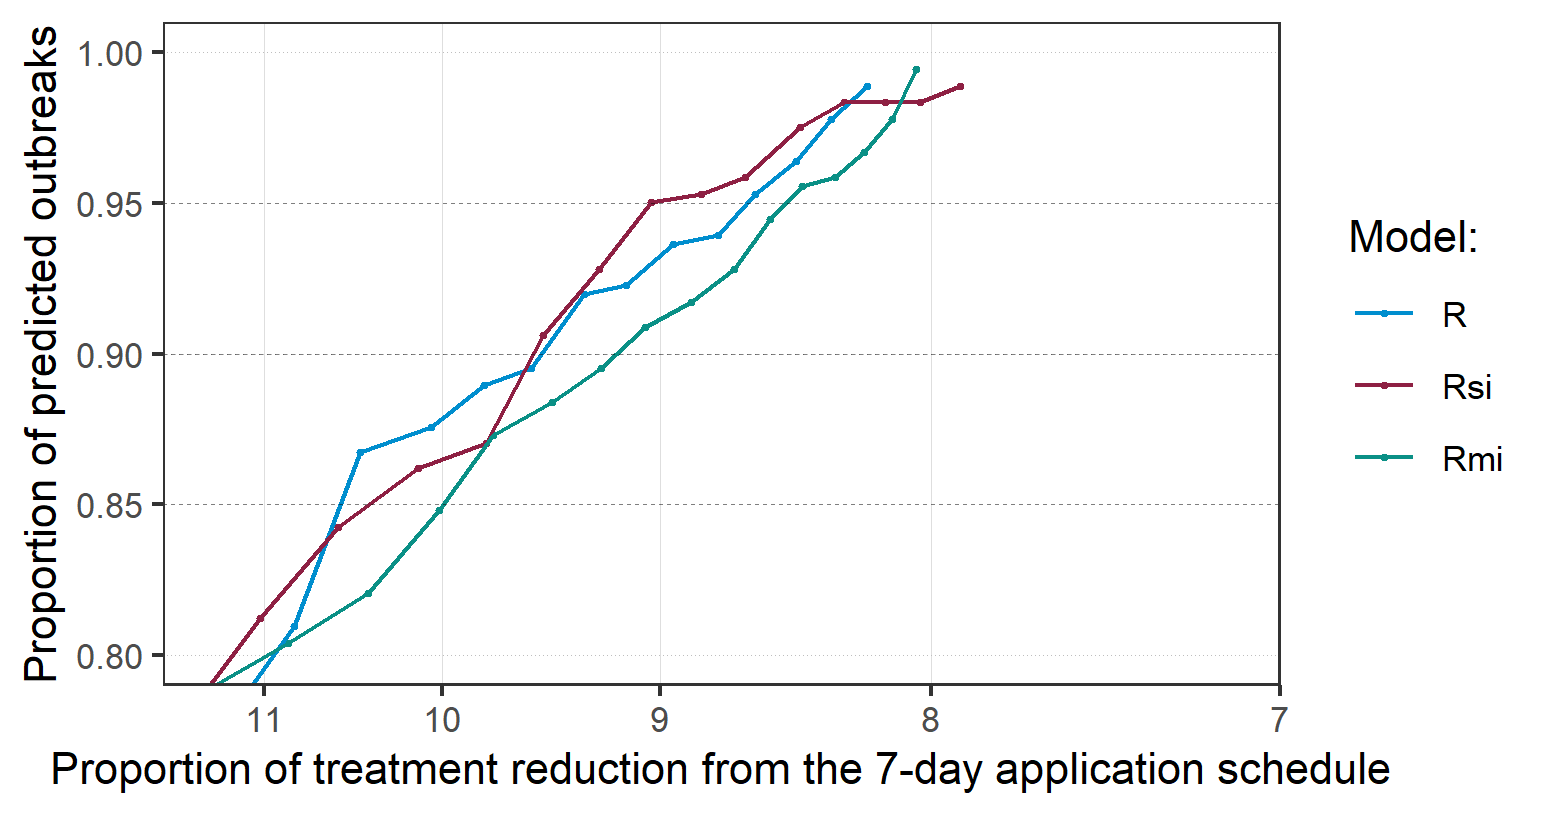 Proportion of predicted outbreaks
1.00
0.95
0.90
0.85
0.80
11 10 9 8 7
Proportion of treatment reduction from the 7-day application schedule
Model:
R
Rsi
Rmi